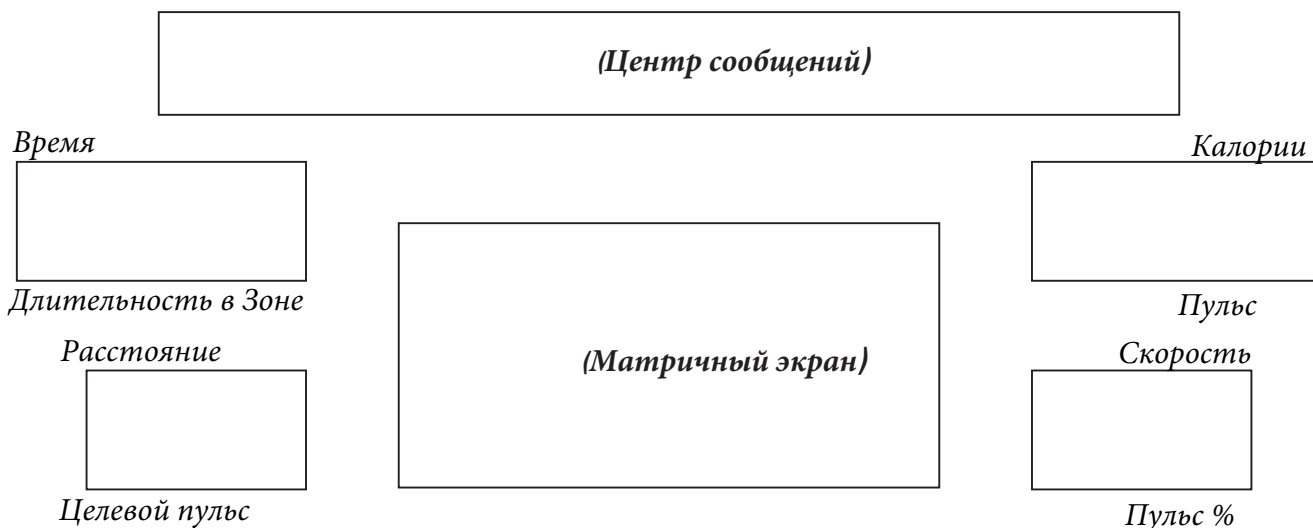 (Центр сообщений)
Время
Калории
Длительность в Зоне
Пульс
Расстояние
(Матричный экран)
Скорость
Целевой пульс
Пульс %